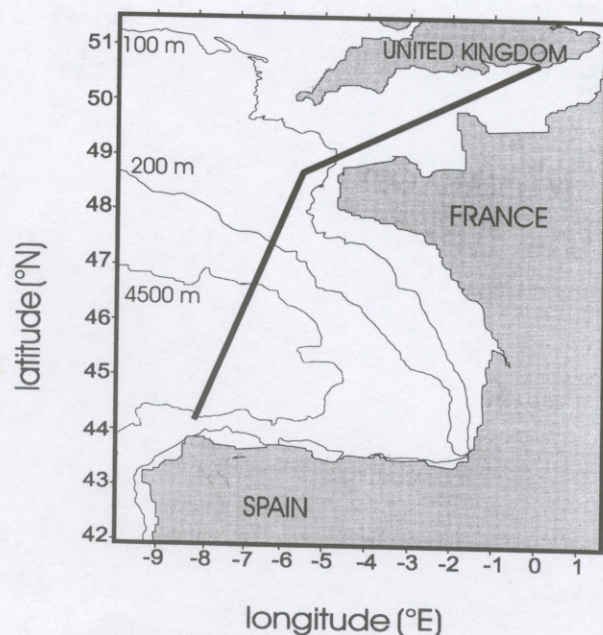 51
100 m
UNITED KINGDOM
50
49
200 m
48
FRANCE
47
4500 m
46
45
44
43
SPAIN
42
latitude (°N)
-9 -8 -7 -6 -5 -4 -3 -2 -1 0 1
longitude (°E)